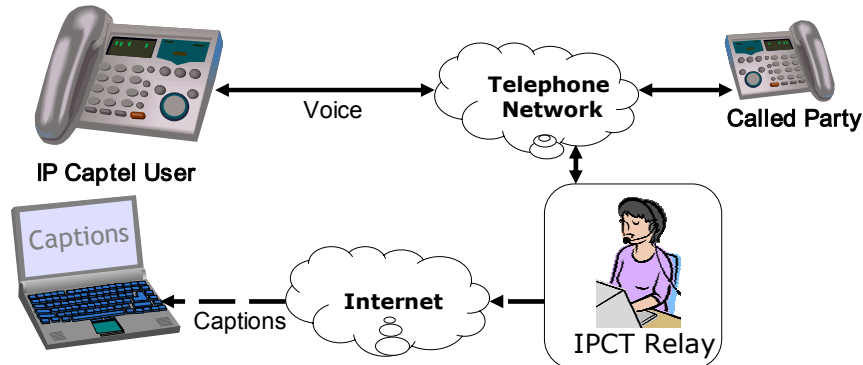 Telephone
Network
Voice
Called Party
IP Captel User
Captions
Internet
Captions
IPCT Relay